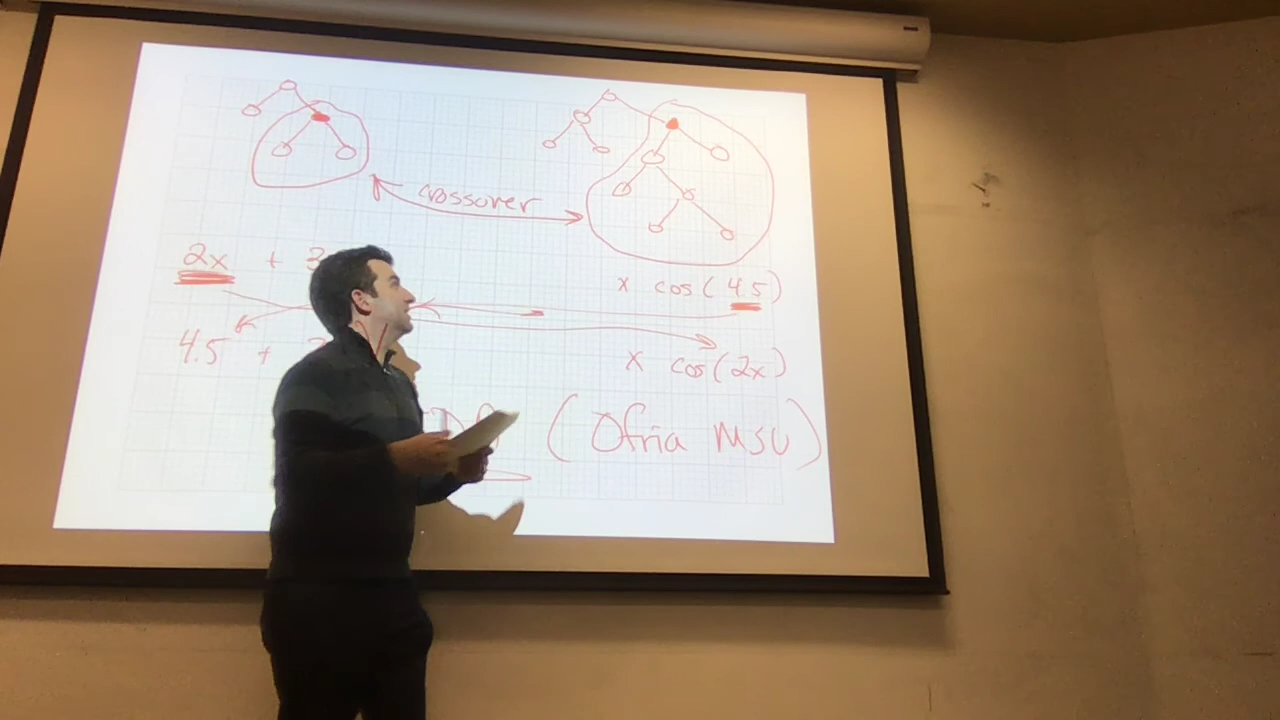 crossover
2x + 3
x cos(4.5)
4.5 +
x cos(2x)
(Ofria MSU)